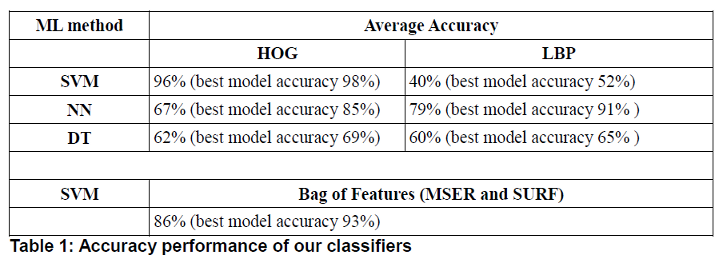 ML method Average Accuracy
HOG LBP
SVM 96% (best model accuracy 98%) 40% (best model accuracy 52%)
NN 67% (best model accuracy 85%) 79% (best model accuracy 91% )
DT 62% (best model accuracy 69%) 60% (best model accuracy 65% )
SVM Bag of Features (MSER and SURF)
86% (best model accuracy 93%)
Table 1: Accuracy performance of our classifiers